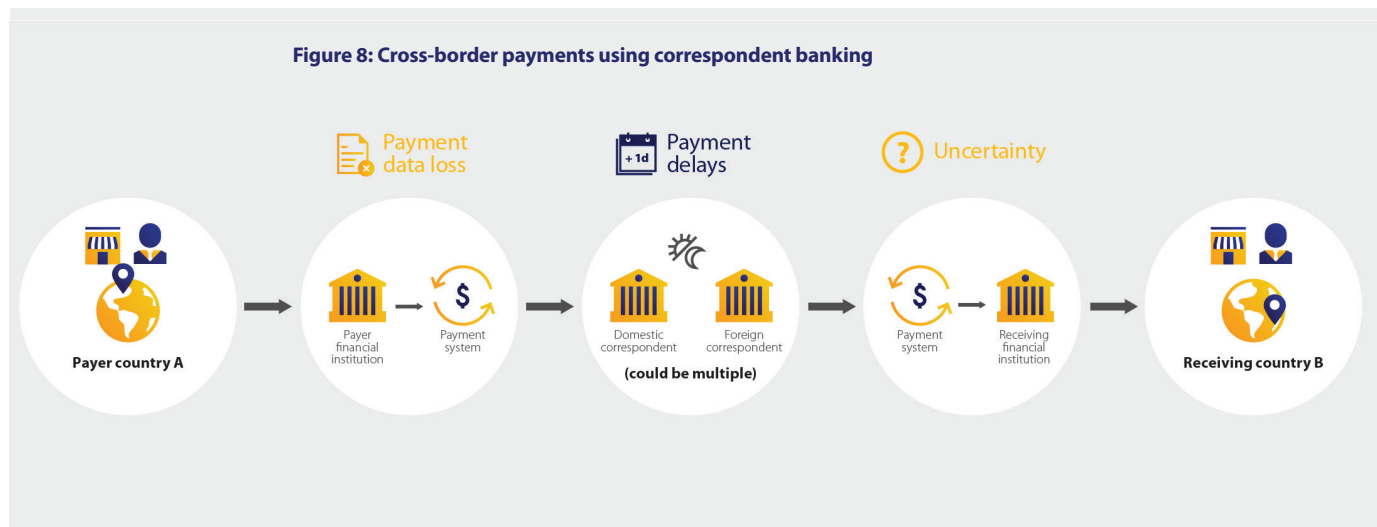 Figure 8: Cross-border payments using correspondent banking
Payment
data loss
+ 1d
Payment
delays
?
Uncertainty
Payer country A
Payer
financial
institution
$
Payment
system
Domestic
correspondent
Foreign
correspondent
(could be multiple)
$
Payment
system
Receiving
financial
institution
Receiving country B